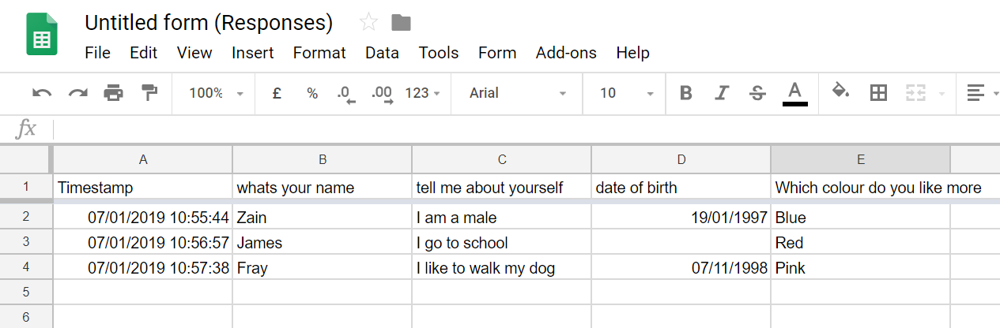 Untitled form (Responses)
File Edit View Insert Format Data Tools Form Add-ons Help
100% £ % .0 .00 123 Arial 10 B I S A
fx
A B C D E
1 Timestamp whats your name tell me about yourself date of birth Which colour do you like more
2 07/01/2019 10:55:44 Zain I am a male 19/01/1997 Blue
3 07/01/2019 10:56:57 James I go to school Red
4 07/01/2019 10:57:38 Fray I like to walk my dog 07/11/1998 Pink
5
6